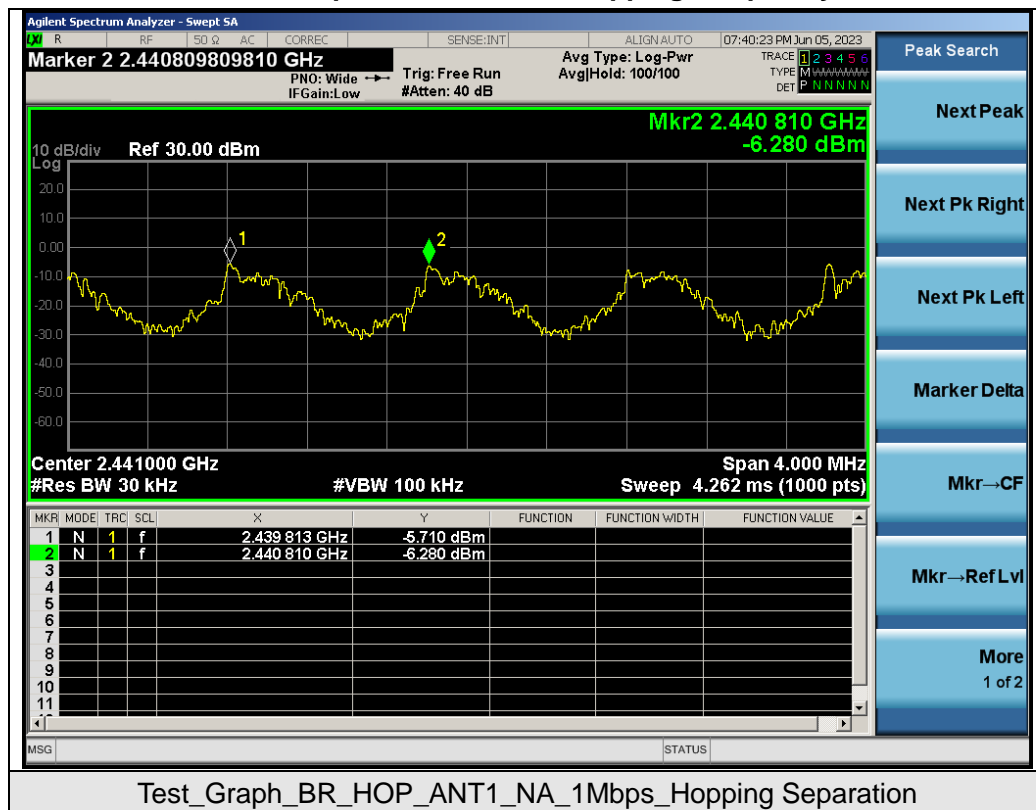 Agilent Spectrum Analyzer - Swept SA
LXI R RF 50 Ω AC CORREC SENSE:INT ALIGN AUTO 07:40:23 PM Jun 05, 2023
Marker 2 2.440809809810 GHz
PNO: Wide
IFGain:Low
Trig: Free Run
#Atten: 40 dB
Avg Type: Log-Pwr
Avg|Hold: 100/100
TRACE 1 2 3 4 5 6
TYPE M WWWWW
DET P N N N N N
Mkr2 2.440 810 GHz
-6.280 dBm
10 dB/div Ref 30.00 dBm
Log
20.0
10.0
0.00
-10.0
-20.0
-30.0
-40.0
-50.0
-60.0
1
2
Center 2.441000 GHz Span 4.000 MHz
#Res BW 30 kHz #VBW 100 kHz Sweep 4.262 ms (1000 pts)
MKR MODE TRC SCL X Y FUNCTION FUNCTION WIDTH FUNCTION VALUE
1 N 1 f 2.439 813 GHz -5.710 dBm
2 N 1 f 2.440 810 GHz -6.280 dBm
3
4
5
6
7
8
9
10
11
MSG STATUS
Peak Search
Next Peak
Next Pk Right
Next Pk Left
Marker Delta
Mkr→CF
Mkr→Ref Lvl
More
1 of 2
Test_Graph_BR_HOP_ANT1_NA_1Mbps_Hopping Separation